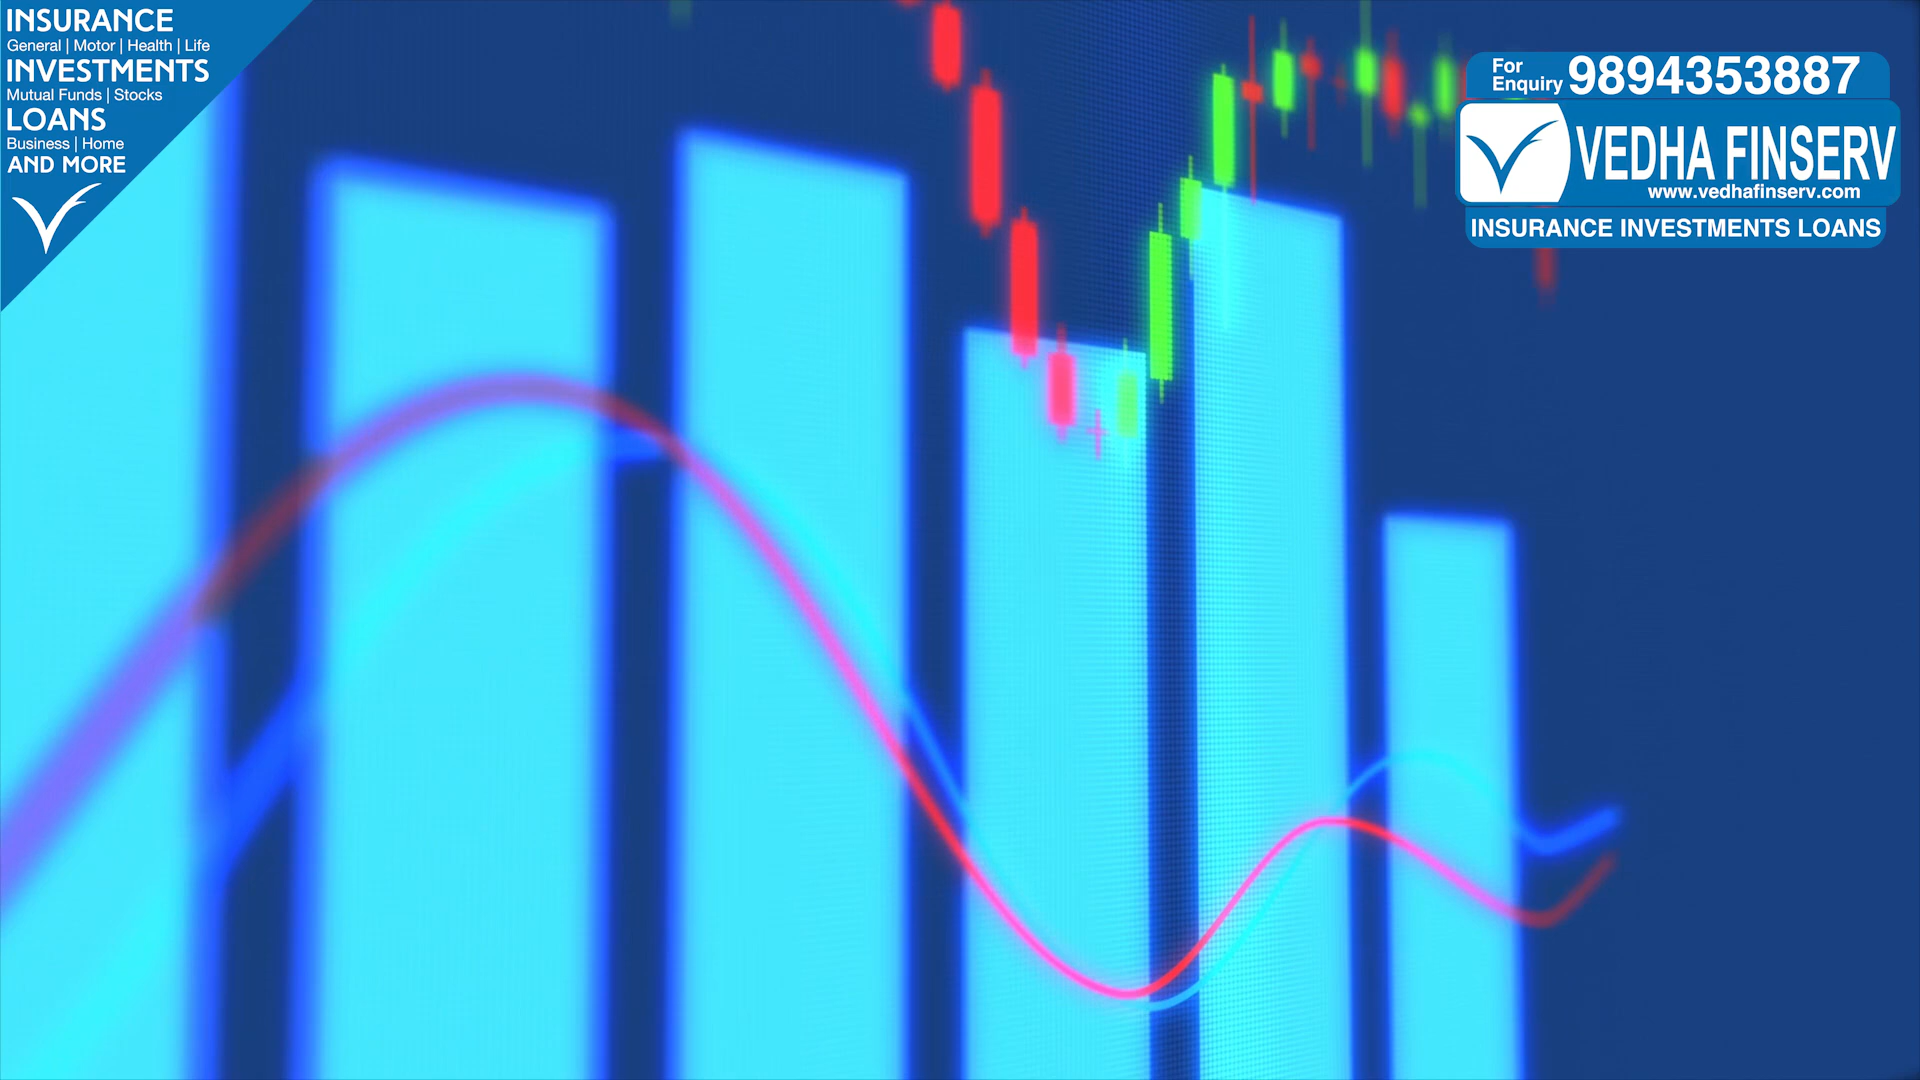 INSURANCE
General | Motor | Health | Life
INVESTMENTS
Mutual Funds | Stocks
LOANS
Business | Home
AND MORE
For
Enquiry 9894353887
VEDHA FINSERV
www.vedhafinserv.com
INSURANCE INVESTMENTS LOANS